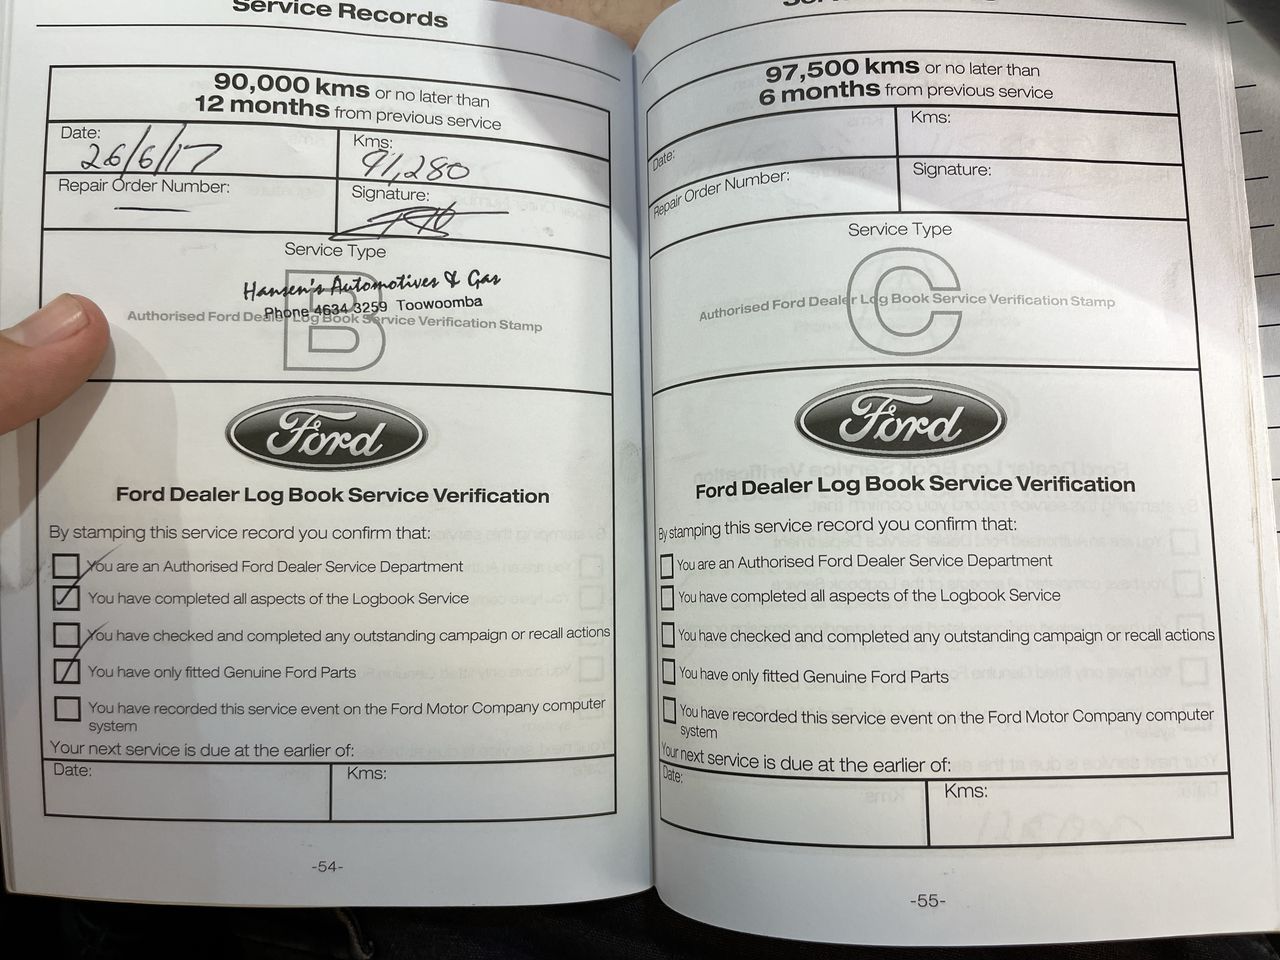 Service Records
90,000 kms or no later than
12 months from previous service
Date:
26/6/17
Kms:
91,280
Repair Order Number:
Signature:
Service Type
B
Hansen's Automotives & Gas
Phone 4634 3259 Toowoomba
Authorised Ford Dealer Log Book Service Verification Stamp
Ford
Ford Dealer Log Book Service Verification
By stamping this service record you confirm that:
You are an Authorised Ford Dealer Service Department
You have completed all aspects of the Logbook Service
You have checked and completed any outstanding campaign or recall actions
You have only fitted Genuine Ford Parts
You have recorded this service event on the Ford Motor Company computer
system
Your next service is due at the earlier of:
Date:
Kms:
-54-
97,500 kms or no later than
6 months from previous service
Date:
Kms:
Repair Order Number:
Signature:
Service Type
C
Authorised Ford Dealer Log Book Service Verification Stamp
Ford
Ford Dealer Log Book Service Verification
By stamping this service record you confirm that:
You are an Authorised Ford Dealer Service Department
You have completed all aspects of the Logbook Service
You have checked and completed any outstanding campaign or recall actions
You have only fitted Genuine Ford Parts
You have recorded this service event on the Ford Motor Company computer
system
Your next service is due at the earlier of:
Date:
Kms:
-55-